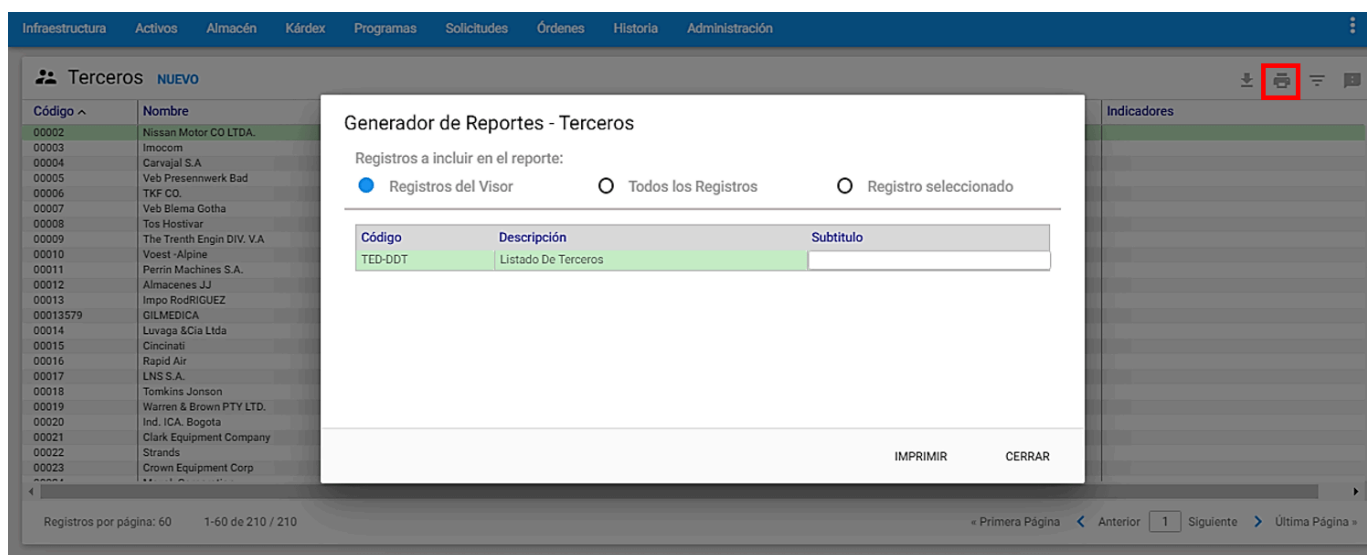 Infraestructura Activos Almacén Kárdex Programas Solicitudes Órdenes Historia Administración
Terceros NUEVO
Código Nombre Indicadores
00002 Nissan Motor CO LTDA.
00003 Imocom
00004 Carvajal S.A
00005 Veb Presennwerk Bad
00006 TKF CO.
00007 Veb Blema Gotha
00008 Tos Hostivar
00009 The Trenth Engin DIV. V.A
00010 Voest -Alpine
00011 Perrin Machines S.A.
00012 Almacenes JJ
00013 Impo RodRIGUEZ
00013579 GILMEDICA
00014 Luvaga &Cia Ltda
00015 Cincinati
00016 Rapid Air
00017 LNS S.A.
00018 Tomkins Jonson
00019 Warren & Brown PTY LTD.
00020 Ind. ICA. Bogota
00021 Clark Equipment Company
00022 Strands
00023 Crown Equipment Corp
Generador de Reportes - Terceros
Registros a incluir en el reporte:
Registros del Visor Todos los Registros Registro seleccionado
Código Descripción Subtitulo
TED-DDT Listado De Terceros
IMPRIMIR CERRAR
Registros por página: 60 1-60 de 210 / 210 « Primera Página Anterior 1 Siguiente Última Página »